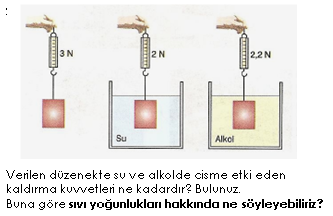 :
3 N
2 N
2,2 N
Su
Alkol
Verilen düzenekte su ve alkolde cisme etki eden
kaldırma kuvvetleri ne kadardır? Bulunuz.
Buna göre sıvı yoğunlukları hakkında ne söyleyebiliriz?